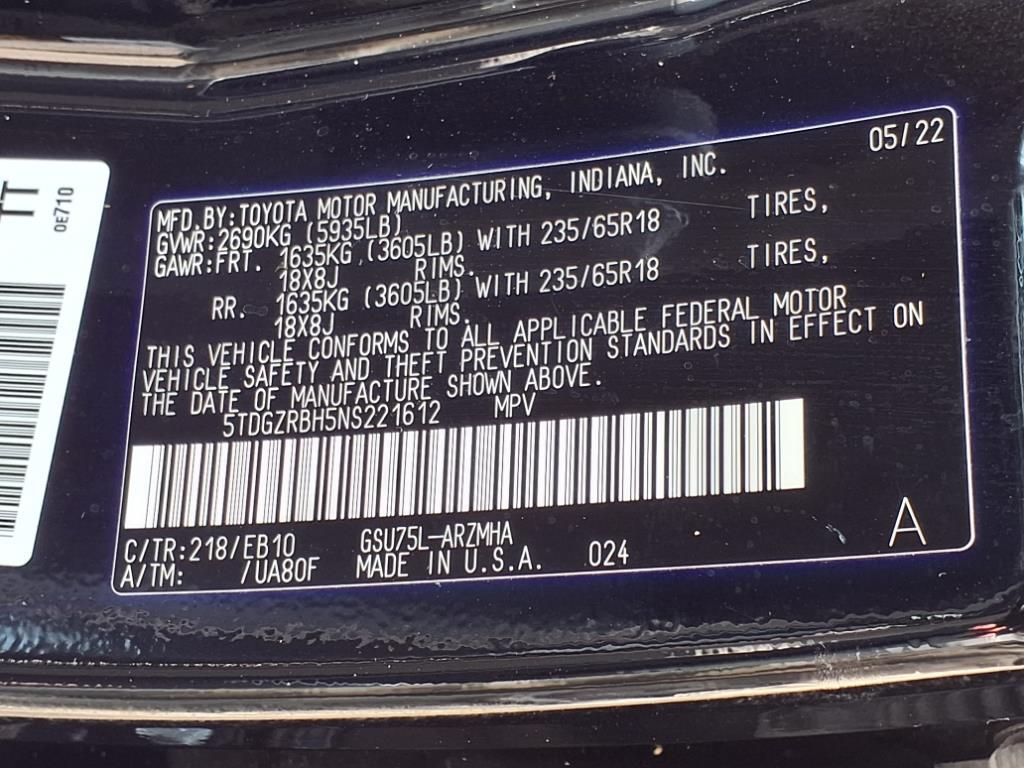 TT
0E710
05/22
MFD.BY:TOYOTA MOTOR MANUFACTURING, INDIANA, INC.
GVWR:2690KG (5935LB)
GAWR:FRT. 1635KG (3605LB) WITH 235/65R18 TIRES,
18X8J RIMS.
RR. 1635KG (3605LB) WITH 235/65R18 TIRES,
18X8J RIMS.
THIS VEHICLE CONFORMS TO ALL APPLICABLE FEDERAL MOTOR
VEHICLE SAFETY AND THEFT PREVENTION STANDARDS IN EFFECT ON
THE DATE OF MANUFACTURE SHOWN ABOVE.
5TDGZRBH5NS221612 MPV
C/TR:218/EB10 GSU75L-ARZMHA
A/TM: /UA80F MADE IN U.S.A. 024
A